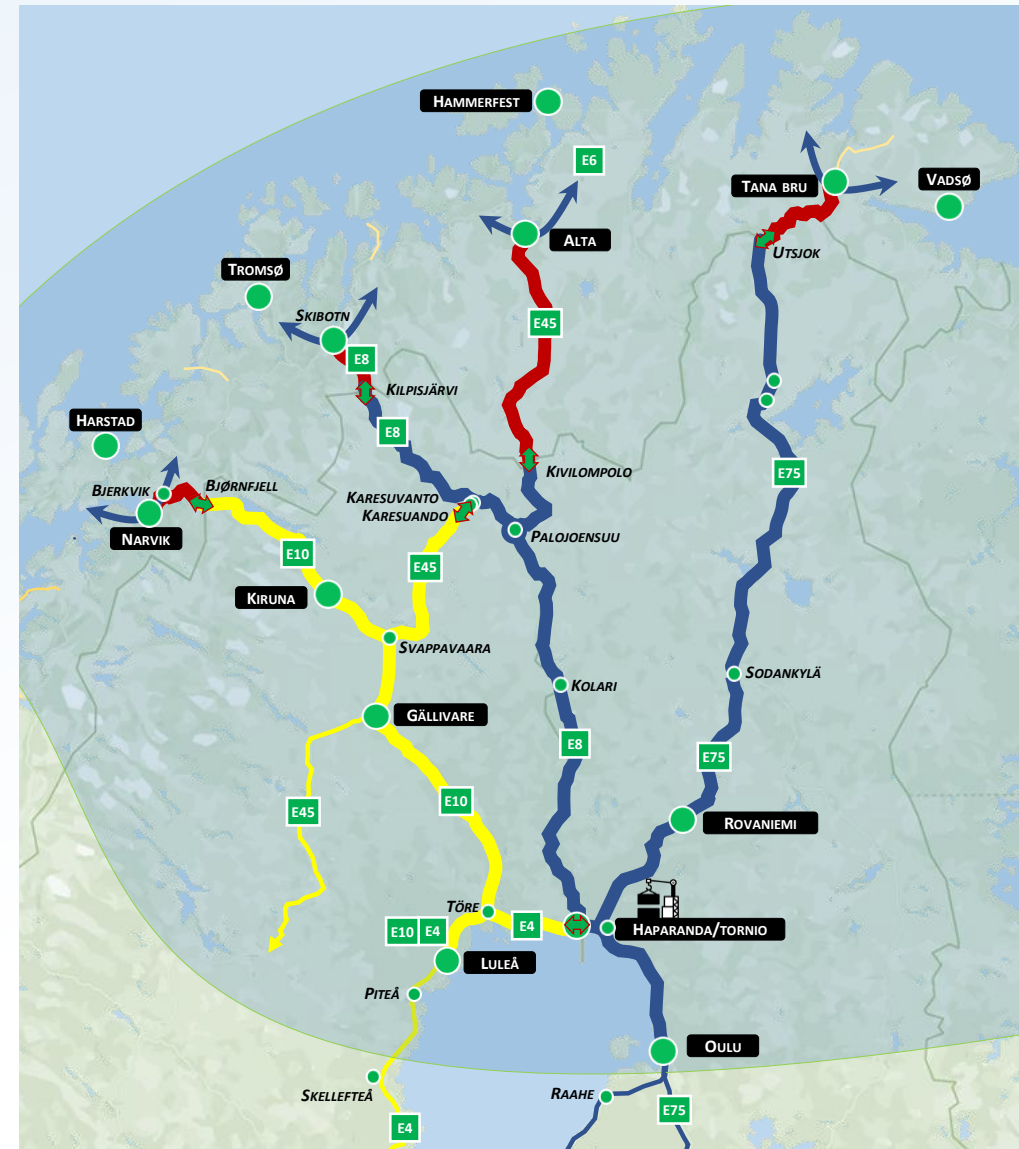 HAMMERFEST
E6
TANA BRU
VADSØ
ALTA
UTSJOK
TROMSØ
SKIBOTN
E45
E8
KILPISJÄRVI
HARSTAD
E8
KIVILOMPOLO
E75
BJERKVIK
BJØRNFJELL
KARESUVANTO
KARESUANDO
NARVIK
PALOJOENSUU
E10
E45
KIRUNA
SVAPPAVAARA
SODANKYLÄ
KOLARI
GÄLLIVARE
E8
E75
E45
E10
ROVANIEMI
TÖRE
E10 E4
E4
HAPARANDA/TORNIO
LULEÅ
PITEÅ
OULU
SKELLEFTEÅ
RAAHE
E75
E4